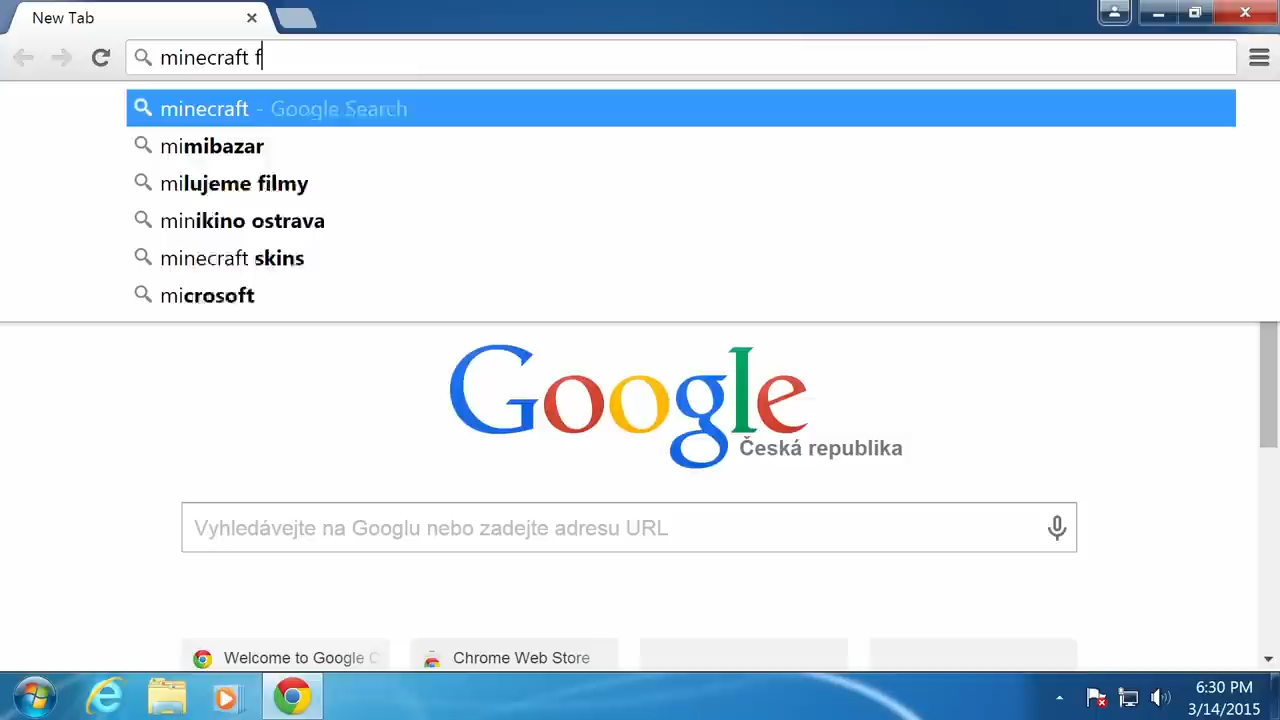 New Tab
minecraft f
minecraft - Google Search
mimibazar
milujeme filmy
minikino ostrava
minecraft skins
microsoft
Google
Česká republika
Vyhledávejte na Googlu nebo zadejte adresu URL
Welcome to Google C
Chrome Web Store
6:30 PM
3/14/2015